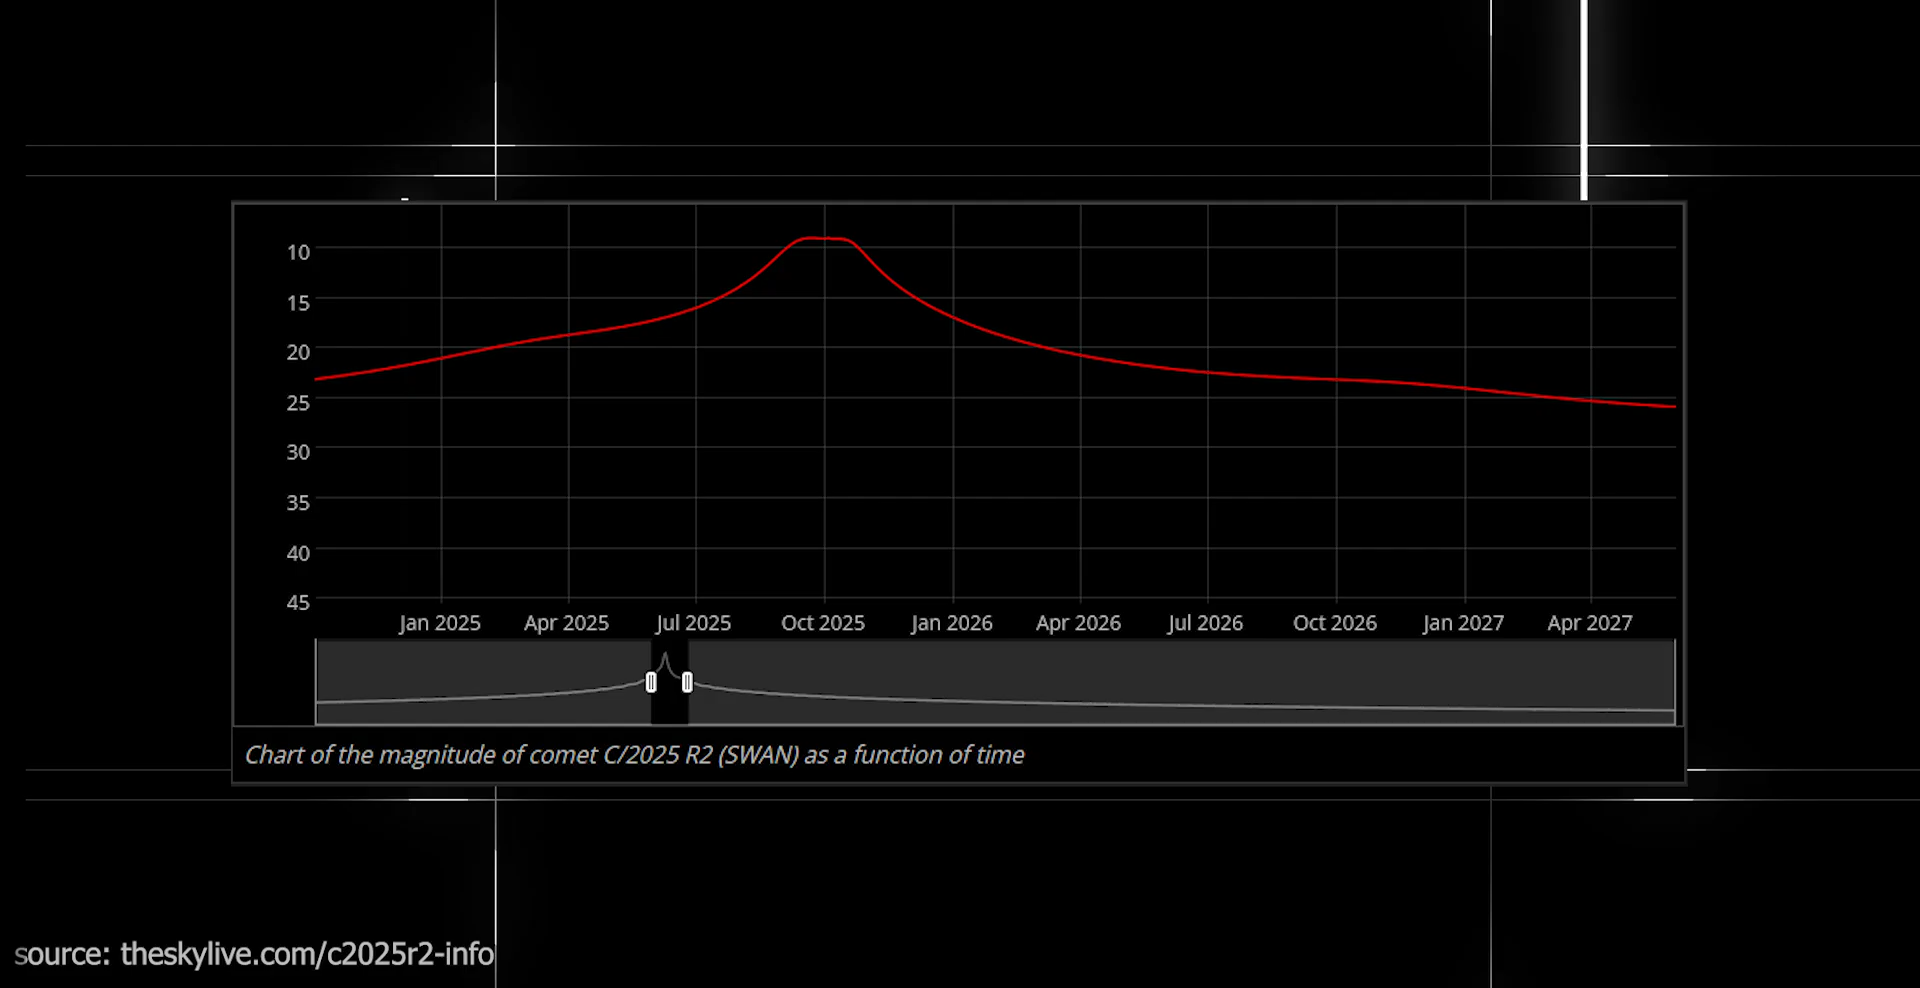 10
15
20
25
30
35
40
45
Jan 2025 Apr 2025 Jul 2025 Oct 2025 Jan 2026 Apr 2026 Jul 2026 Oct 2026 Jan 2027 Apr 2027
Chart of the magnitude of comet C/2025 R2 (SWAN) as a function of time
source: theskylive.com/c2025r2-info